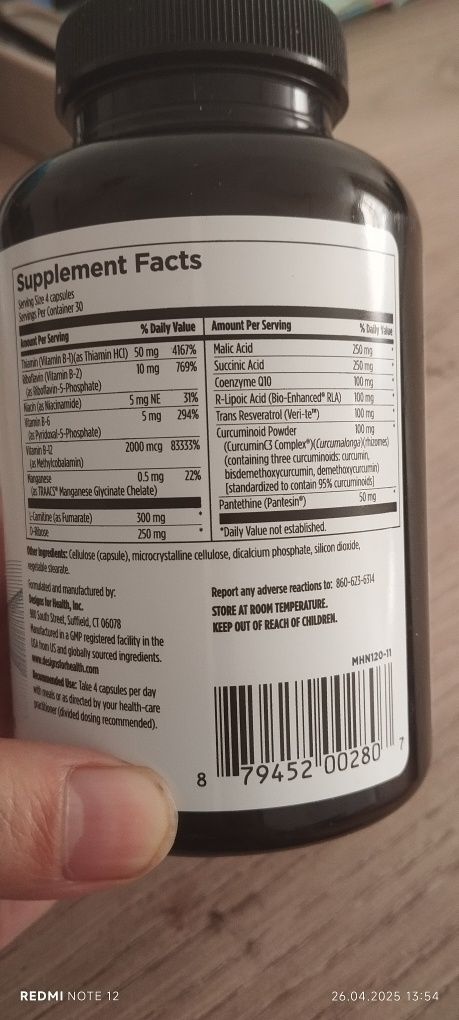 Supplement Facts
Serving Size 4 capsules
Servings Per Container 30
Amount Per Serving % Daily Value
Thiamin (Vitamin B-1)(as Thiamin HCl) 50 mg 4167%
Riboflavin (Vitamin B-2) 10 mg 769%
(as Riboflavin-5-Phosphate)
Niacin (as Niacinamide) 5 mg NE 31%
Vitamin B-6 5 mg 294%
(as Pyridoxal-5-Phosphate)
Vitamin B-12 2000 mcg 83333%
(as Methylcobalamin)
Manganese 0.5 mg 22%
(as TRAACS® Manganese Glycinate Chelate)
L-Carnitine (as Fumarate) 300 mg *
D-Ribose 250 mg *
Amount Per Serving % Daily Value
Malic Acid 250 mg *
Succinic Acid 250 mg *
Coenzyme Q10 100 mg *
R-Lipoic Acid (Bio-Enhanced® RLA) 100 mg *
Trans Resveratrol (Veri-te™) 100 mg *
Curcuminoid Powder 100 mg *
(CurcuminC3 Complex®)(Curcumalonga)(rhizomes)
(containing three curcuminoids: curcumin,
bisdemethoxycurcumin, demethoxycurcumin)
[standardized to contain 95% curcuminoids]
Pantethine (Pantesin®) 50 mg *
*Daily Value not established.
Other Ingredients: Cellulose (capsule), microcrystalline cellulose, dicalcium phosphate, silicon dioxide,
vegetable stearate.
Formulated and manufactured by:
Designs for Health, Inc.
980 South Street, Suffield, CT 06078
Manufactured in a GMP registered facility in the
USA from US and globally sourced ingredients.
www.designsforhealth.com
Recommended Use: Take 4 capsules per day
with meals or as directed by your health-care
practitioner (divided dosing recommended).
Report any adverse reactions to: 860-623-6314
STORE AT ROOM TEMPERATURE.
KEEP OUT OF REACH OF CHILDREN.
MHN120-11
8 79452 00280 7
REDMI NOTE 12
26.04.2025 13:54